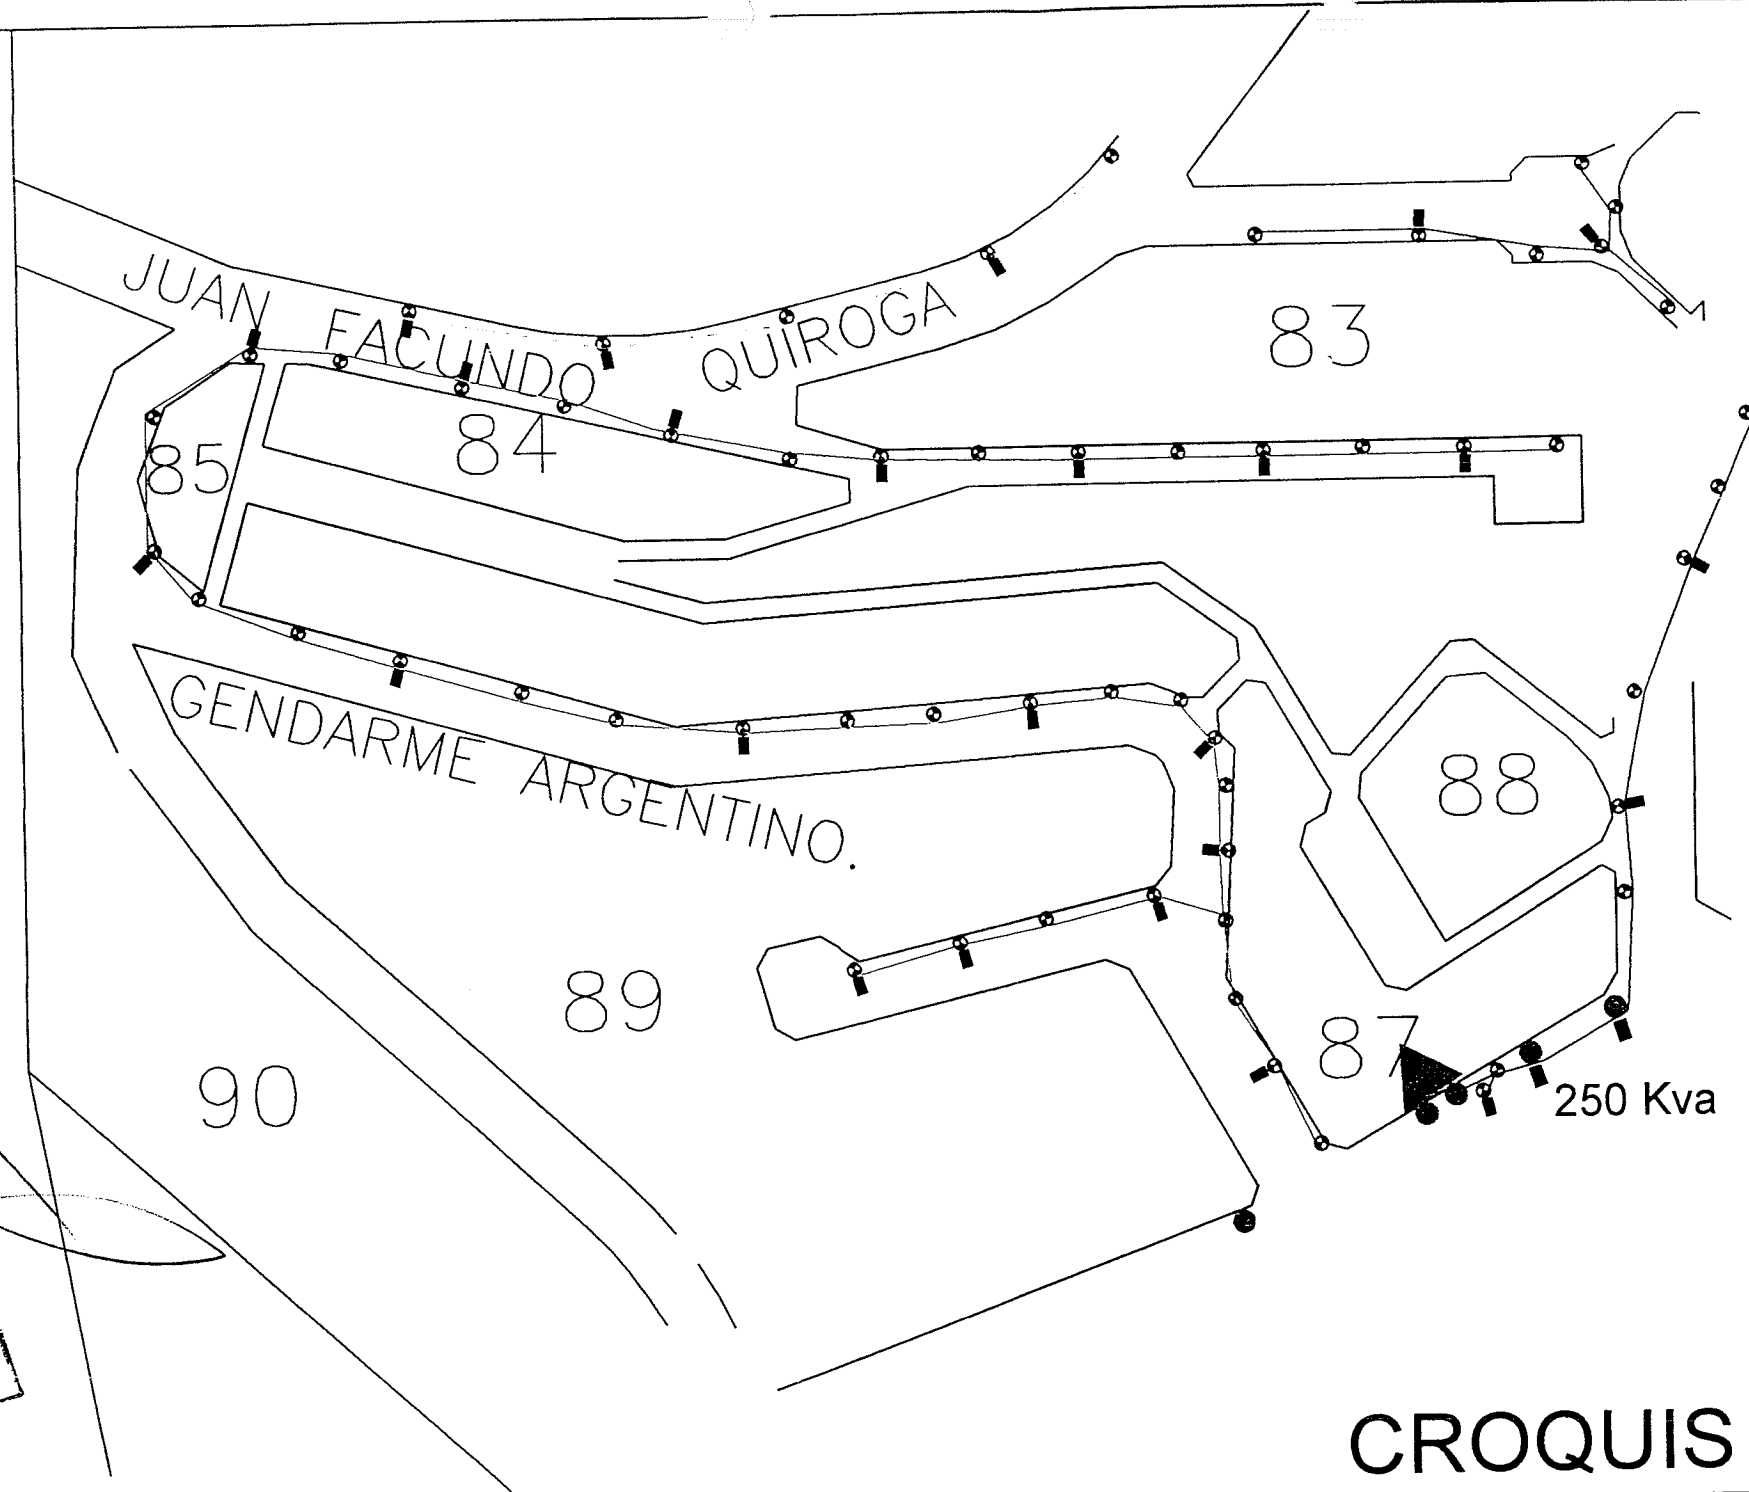 JUAN FACUNDO QUIROGA
83
84
85
GENDARME ARGENTINO.
88
89
87
90
250 Kva
CROQUIS